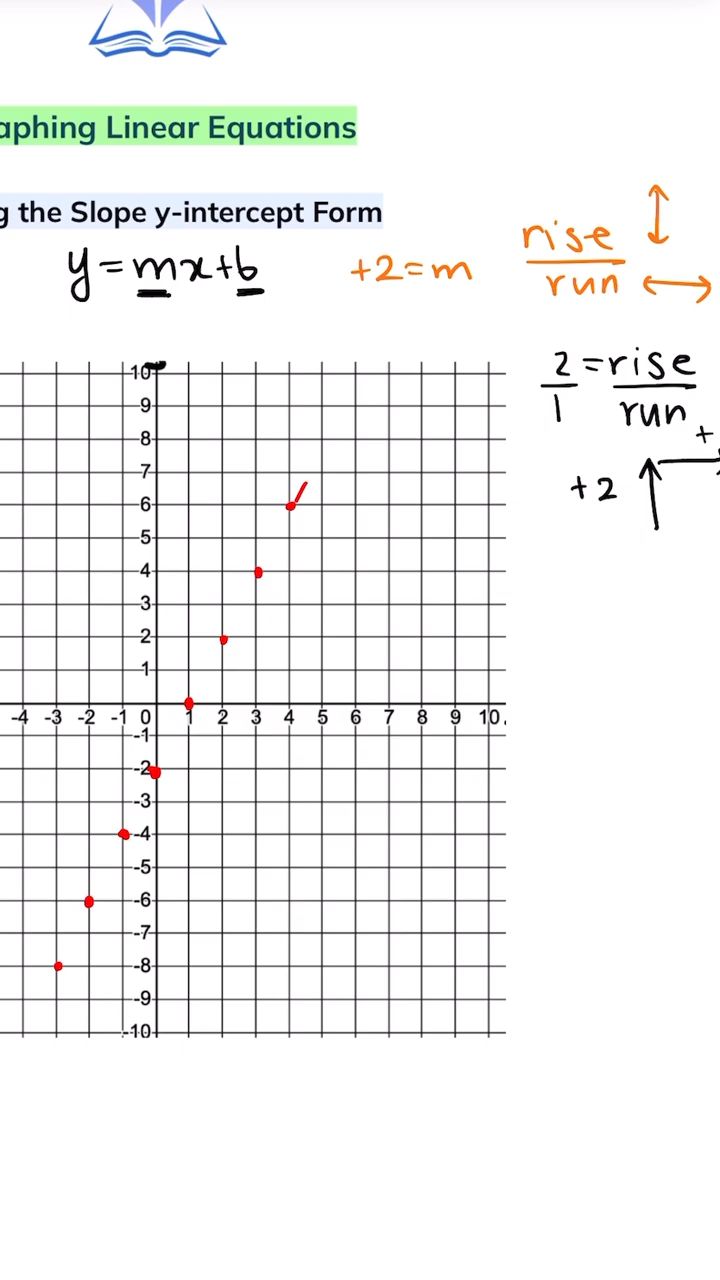 aphing Linear Equations
g the Slope y-intercept Form
y=mx+b
+2=m
rise
run
2 = rise
1 run
+
+2
10
9
8
7
6
5
4
3
2
1
-4 -3 -2 -1 0 1 2 3 4 5 6 7 8 9 10
-1
-2
-3
-4
-5
-6
-7
-8
-9
-10